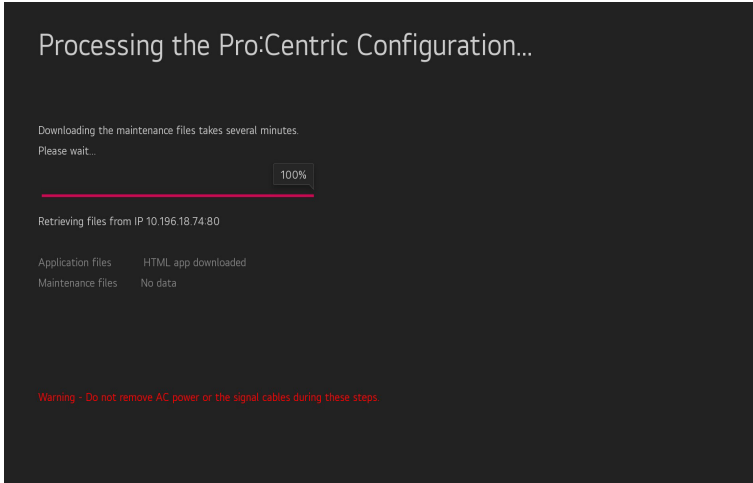 Processing the Pro:Centric Configuration...
Downloading the maintenance files takes several minutes.
Please wait...
100%
Retrieving files from IP 10.196.18.74:80
Application files HTML app downloaded
Maintenance files No data
Warning - Do not remove AC power or the signal cables during these steps.